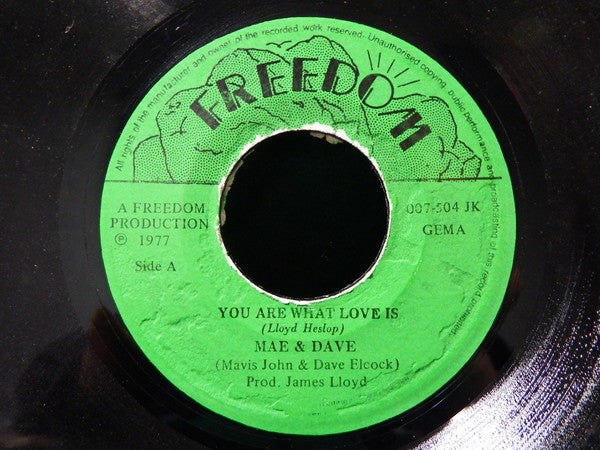 All rights of the manufacturer and owner of the recorded work reserved. Unauthorised copying, public performance and broadcasting of this record prohibited.
FREEDOM
A FREEDOM
PRODUCTION
℗ 1977
Side A
007-504 JK
GEMA
YOU ARE WHAT LOVE IS
(Lloyd Heslop)
MAE & DAVE
(Mavis John & Dave Elcock)
Prod. James Lloyd